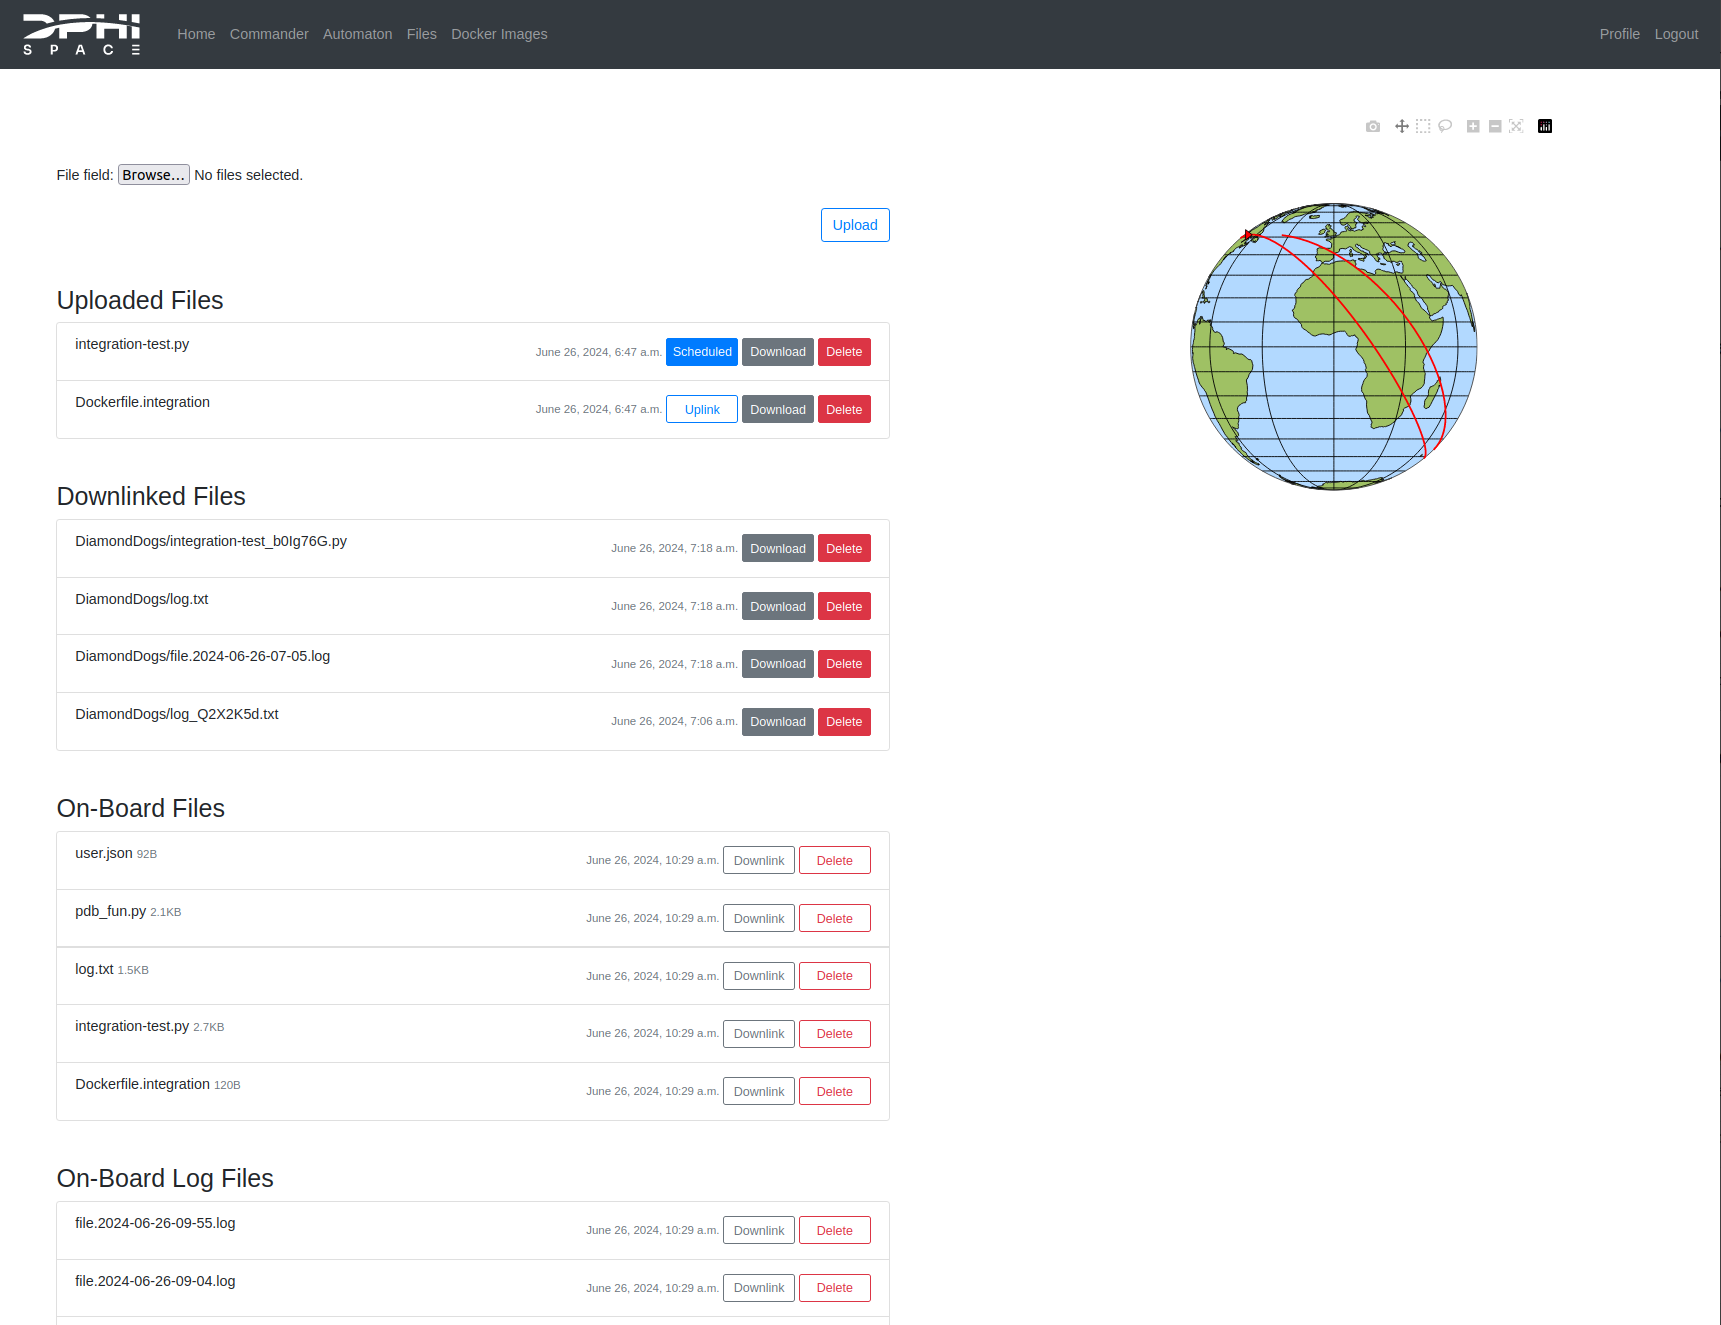 DPHI
SPACE
Home Commander Automaton Files Docker Images Profile Logout
File field: Browse... No files selected.
Upload
Uploaded Files
integration-test.py June 26, 2024, 6:47 a.m. Scheduled Download Delete
Dockerfile.integration June 26, 2024, 6:47 a.m. Uplink Download Delete
Downlinked Files
DiamondDogs/integration-test_b0Ig76G.py June 26, 2024, 7:18 a.m. Download Delete
DiamondDogs/log.txt June 26, 2024, 7:18 a.m. Download Delete
DiamondDogs/file.2024-06-26-07-05.log June 26, 2024, 7:18 a.m. Download Delete
DiamondDogs/log_Q2X2K5d.txt June 26, 2024, 7:06 a.m. Download Delete
On-Board Files
user.json 92B June 26, 2024, 10:29 a.m. Downlink Delete
pdb_fun.py 2.1KB June 26, 2024, 10:29 a.m. Downlink Delete
log.txt 1.5KB June 26, 2024, 10:29 a.m. Downlink Delete
integration-test.py 2.7KB June 26, 2024, 10:29 a.m. Downlink Delete
Dockerfile.integration 120B June 26, 2024, 10:29 a.m. Downlink Delete
On-Board Log Files
file.2024-06-26-09-55.log June 26, 2024, 10:29 a.m. Downlink Delete
file.2024-06-26-09-04.log June 26, 2024, 10:29 a.m. Downlink Delete